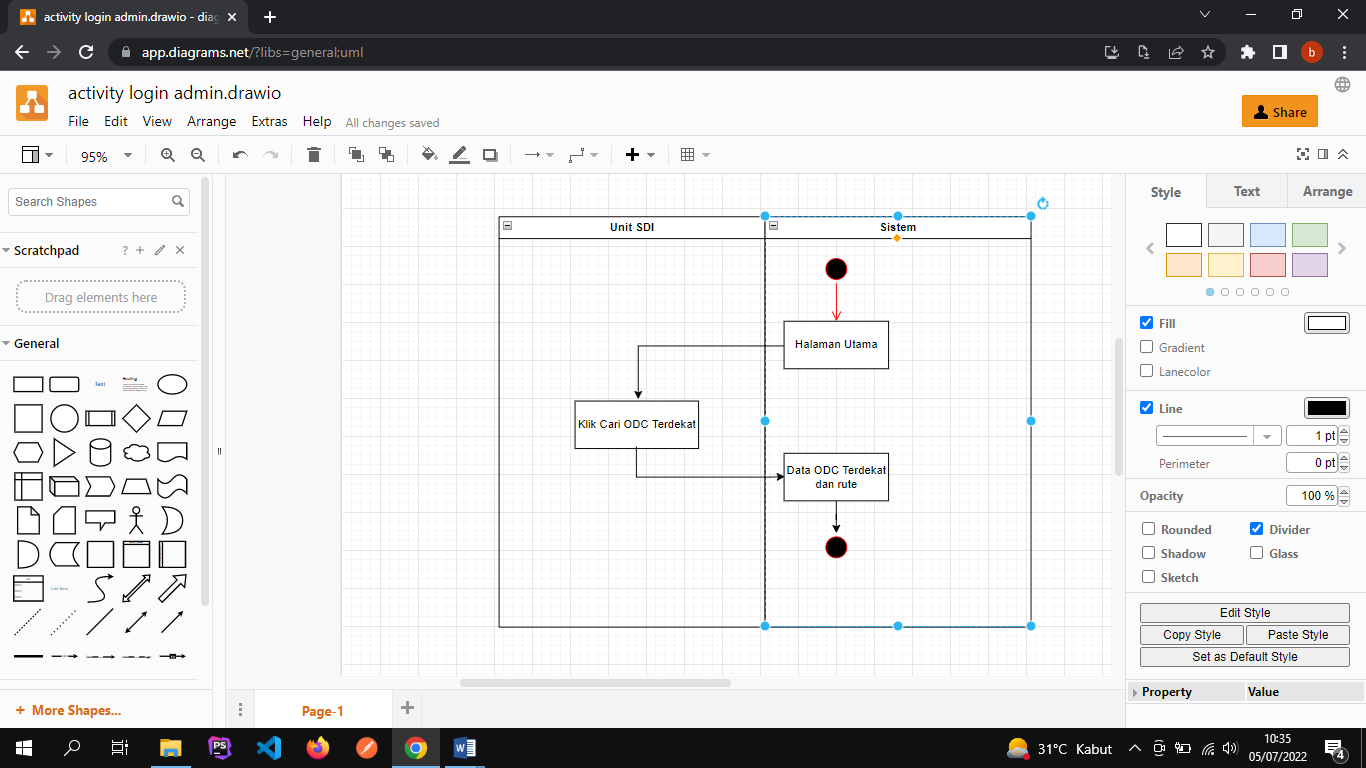 activity login admin.drawio - diag
app.diagrams.net/?libs=general;uml
b
activity login admin.drawio
File Edit View Arrange Extras Help All changes saved
Share
95%
Search Shapes
Scratchpad ?
Drag elements here
General
Text
Heading
List Item
More Shapes...
Unit SDI
Sistem
Halaman Utama
Klik Cari ODC Terdekat
Data ODC Terdekat
dan rute
Page-1
Style Text Arrange
Fill
Gradient
Lanecolor
Line
1 pt
Perimeter 0 pt
Opacity 100 %
Rounded Divider
Shadow Glass
Sketch
Edit Style
Copy Style Paste Style
Set as Default Style
Property Value
PS
W
31°C Kabut
10:35
05/07/2022
4